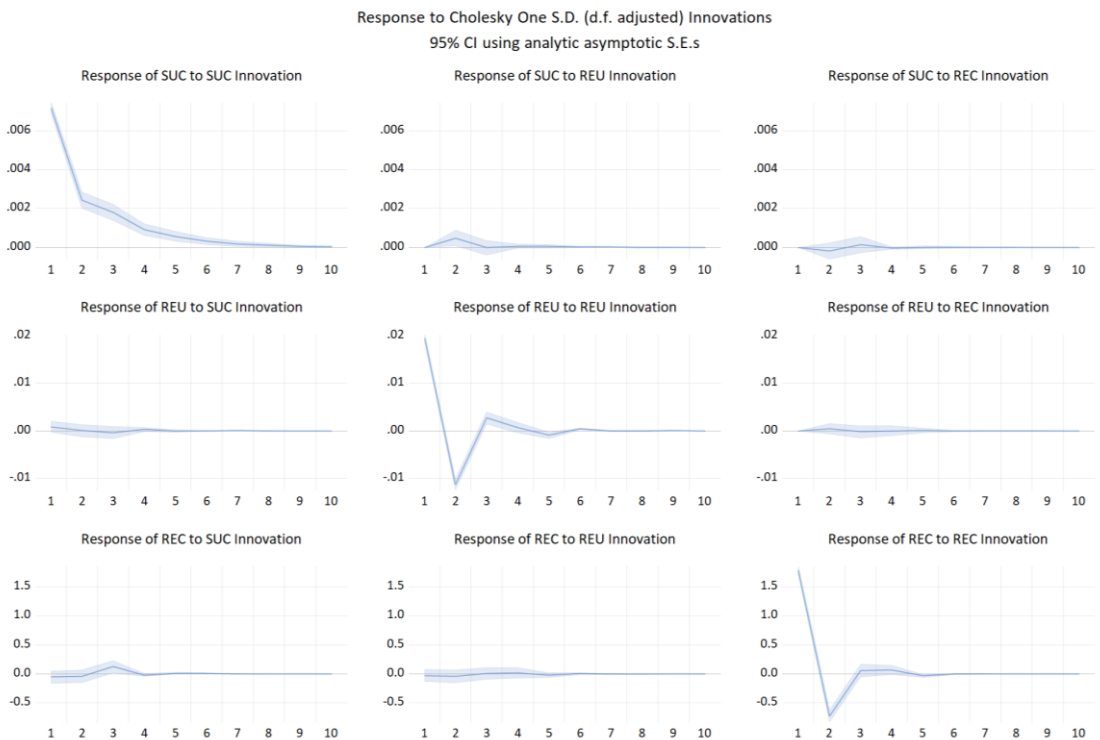 Response to Cholesky One S.D. (d.f. adjusted) Innovations
95% CI using analytic asymptotic S.E.s
Response of SUC to SUC Innovation
.006
.004
.002
.000
1 2 3 4 5 6 7 8 9 10
Response of SUC to REU Innovation
.006
.004
.002
.000
1 2 3 4 5 6 7 8 9 10
Response of SUC to REC Innovation
.006
.004
.002
.000
1 2 3 4 5 6 7 8 9 10
Response of REU to SUC Innovation
.02
.01
.00
-.01
1 2 3 4 5 6 7 8 9 10
Response of REU to REU Innovation
.02
.01
.00
-.01
1 2 3 4 5 6 7 8 9 10
Response of REU to REC Innovation
.02
.01
.00
-.01
1 2 3 4 5 6 7 8 9 10
Response of REC to SUC Innovation
1.5
1.0
0.5
0.0
-0.5
1 2 3 4 5 6 7 8 9 10
Response of REC to REU Innovation
1.5
1.0
0.5
0.0
-0.5
1 2 3 4 5 6 7 8 9 10
Response of REC to REC Innovation
1.5
1.0
0.5
0.0
-0.5
1 2 3 4 5 6 7 8 9 10